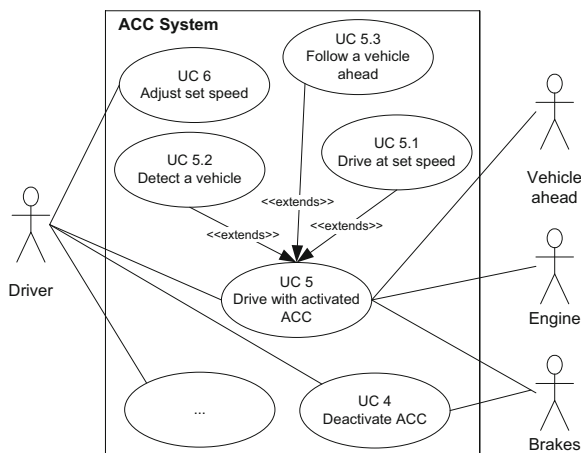 ACC System
UC 5.3
Follow a vehicle
ahead
UC 6
Adjust set speed
UC 5.1
Drive at set speed
UC 5.2
Detect a vehicle
Vehicle
ahead
<<extends>>
<<extends>>
<<extends>>
Driver
UC 5
Drive with activated
ACC
Engine
...
UC 4
Deactivate ACC
Brakes